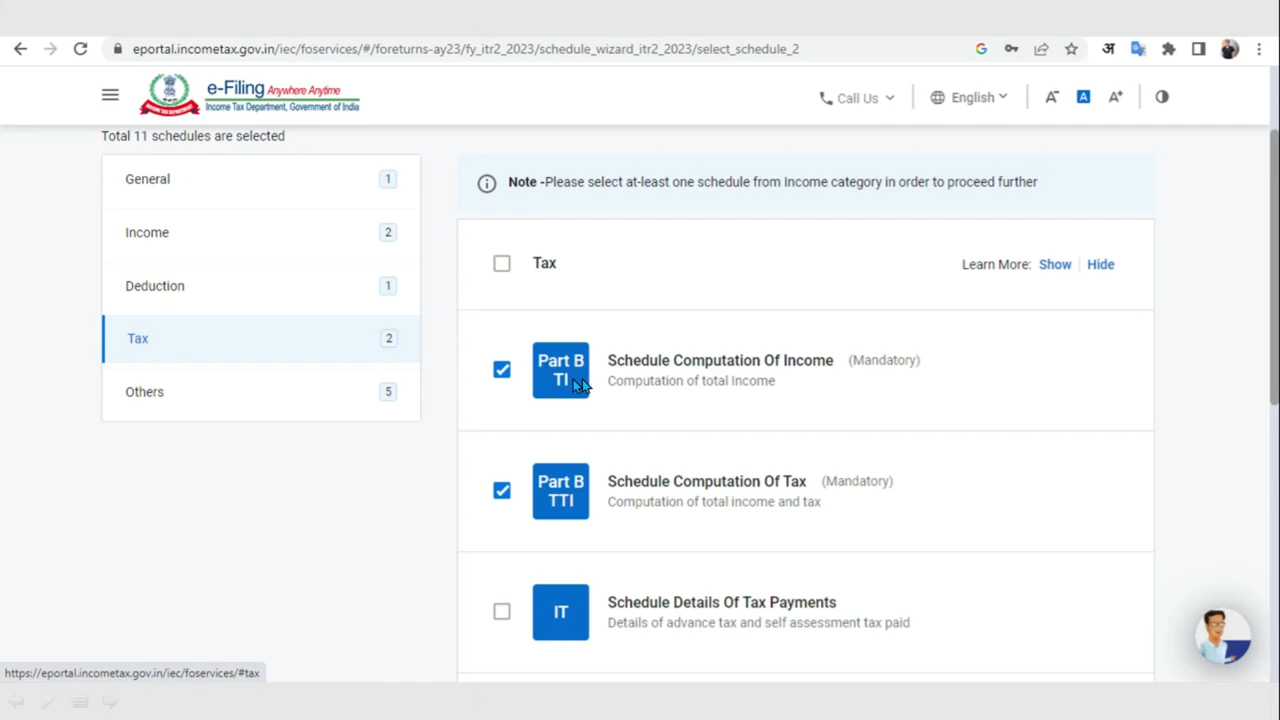 eportal.incometax.gov.in/iec/foservices/#/foreturns-ay23/fy_itr2_2023/schedule_wizard_itr2_2023/select_schedule_2
G
अ
e-Filing Anywhere Anytime
Income Tax Department, Government of India
Call Us
English
A-
A
A+
Total 11 schedules are selected
General 1
Income 2
Deduction 1
Tax 2
Others 5
Note -Please select at-least one schedule from Income category in order to proceed further
Tax
Learn More: Show | Hide
Part B
TI
Schedule Computation Of Income (Mandatory)
Computation of total Income
Part B
TTI
Schedule Computation Of Tax (Mandatory)
Computation of total income and tax
IT
Schedule Details Of Tax Payments
Details of advance tax and self assessment tax paid
https://eportal.incometax.gov.in/iec/foservices/#tax